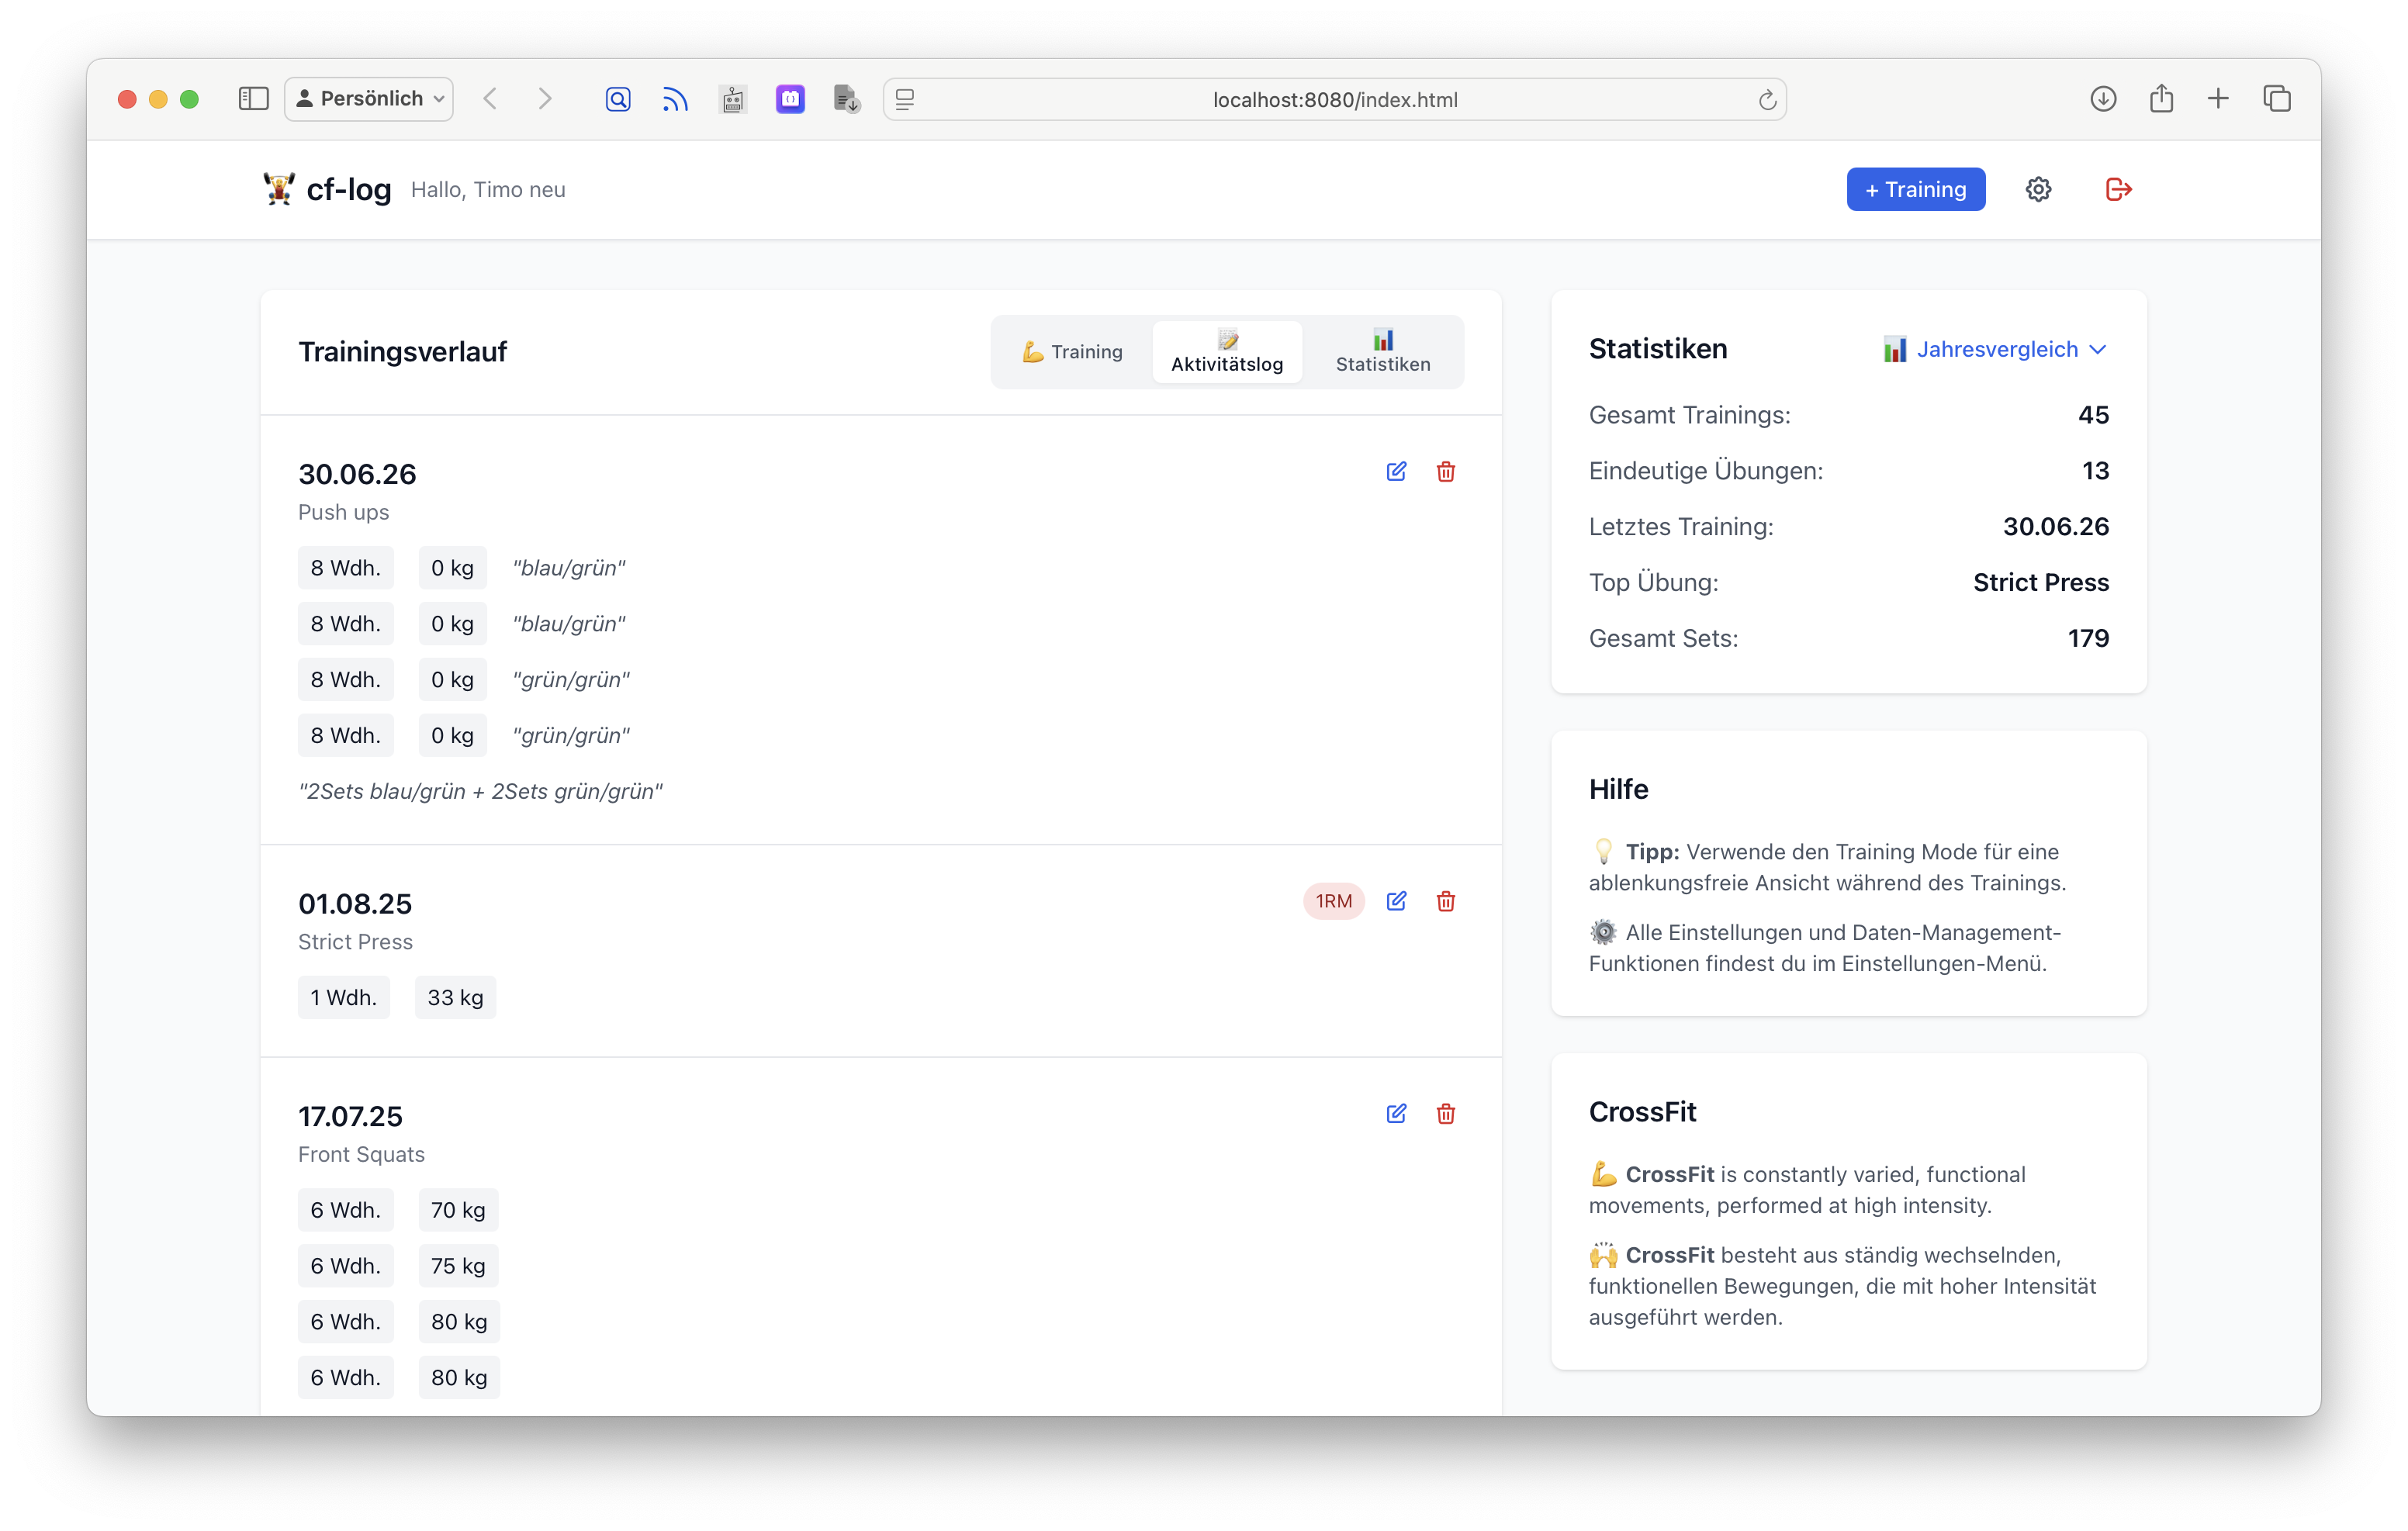 Persönlich
localhost:8080/index.html
cf-log Hallo, Timo neu
+ Training
Trainingsverlauf
Training
Aktivitätslog
Statistiken
30.06.26
Push ups
8 Wdh. 0 kg "blau/grün"
8 Wdh. 0 kg "blau/grün"
8 Wdh. 0 kg "grün/grün"
8 Wdh. 0 kg "grün/grün"
"2Sets blau/grün + 2Sets grün/grün"
01.08.25
1RM
Strict Press
1 Wdh. 33 kg
17.07.25
Front Squats
6 Wdh. 70 kg
6 Wdh. 75 kg
6 Wdh. 80 kg
6 Wdh. 80 kg
Statistiken
Jahresvergleich
Gesamt Trainings: 45
Eindeutige Übungen: 13
Letztes Training: 30.06.26
Top Übung: Strict Press
Gesamt Sets: 179
Hilfe
Tipp: Verwende den Training Mode für eine
ablenkungsfreie Ansicht während des Trainings.
Alle Einstellungen und Daten-Management-
Funktionen findest du im Einstellungen-Menü.
CrossFit
CrossFit is constantly varied, functional
movements, performed at high intensity.
CrossFit besteht aus ständig wechselnden,
funktionellen Bewegungen, die mit hoher Intensität
ausgeführt werden.